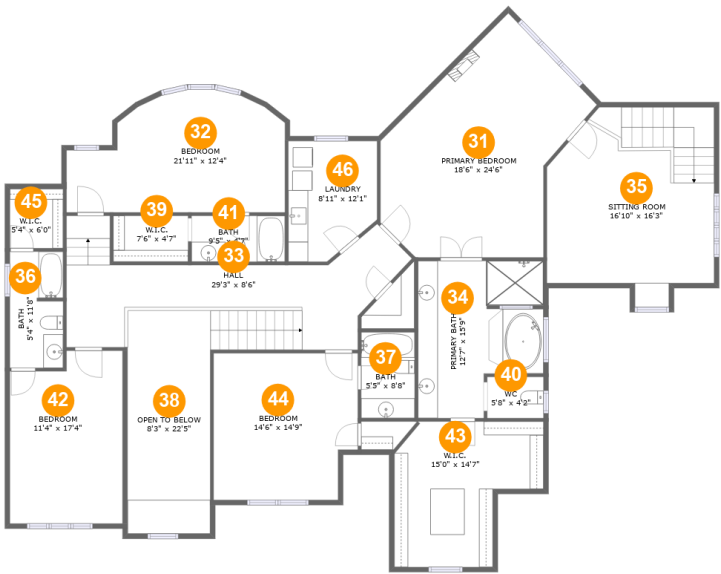 32
BEDROOM
21'11" x 12'4"
31
PRIMARY BEDROOM
18'6" x 24'6"
46
LAUNDRY
8'11" x 12'1"
35
SITTING ROOM
16'10" x 16'3"
45
W.I.C.
5'4" x 6'0"
39
W.I.C.
7'6" x 4'7"
41
BATH
9'5" x 4'7"
33
HALL
29'3" x 8'6"
36
BATH
5'4" x 11'8"
34
PRIMARY BATH
12'7" x 15'9"
37
BATH
5'5" x 8'8"
40
WC
5'8" x 4'2"
42
BEDROOM
11'4" x 17'4"
38
OPEN TO BELOW
8'3" x 22'5"
44
BEDROOM
14'6" x 14'9"
43
W.I.C.
15'0" x 14'7"